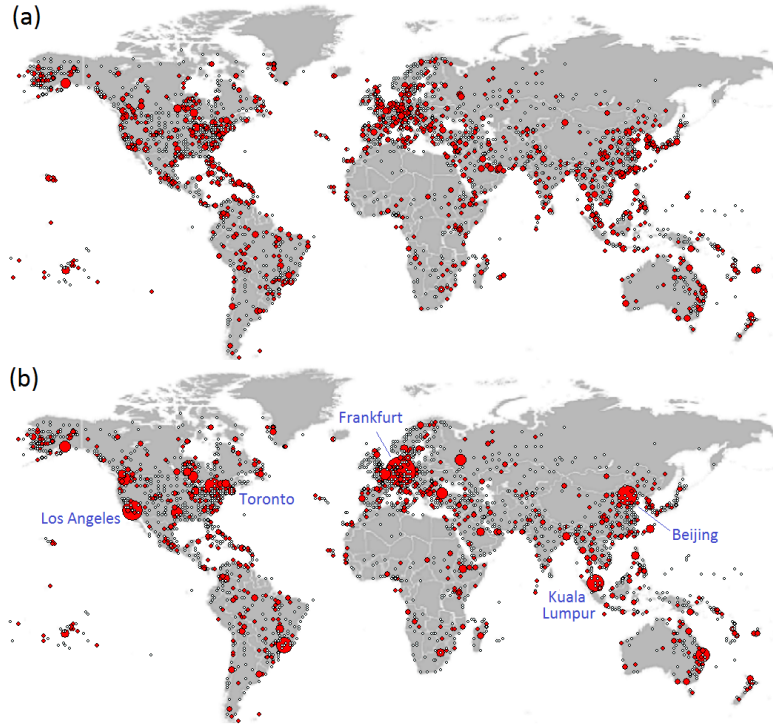 (a)
(b)
Frankfurt
Toronto
Los Angeles
Beijing
Kuala
Lumpur